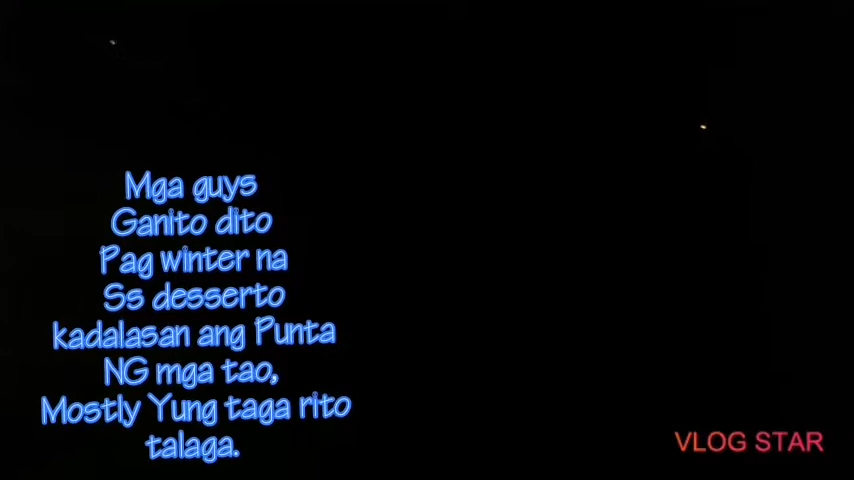 Mga guys
Ganito dito
Pag winter na
Ss desserto
kadalasan ang Punta
NG mga tao,
Mostly Yung taga rito
talaga.
VLOG STAR